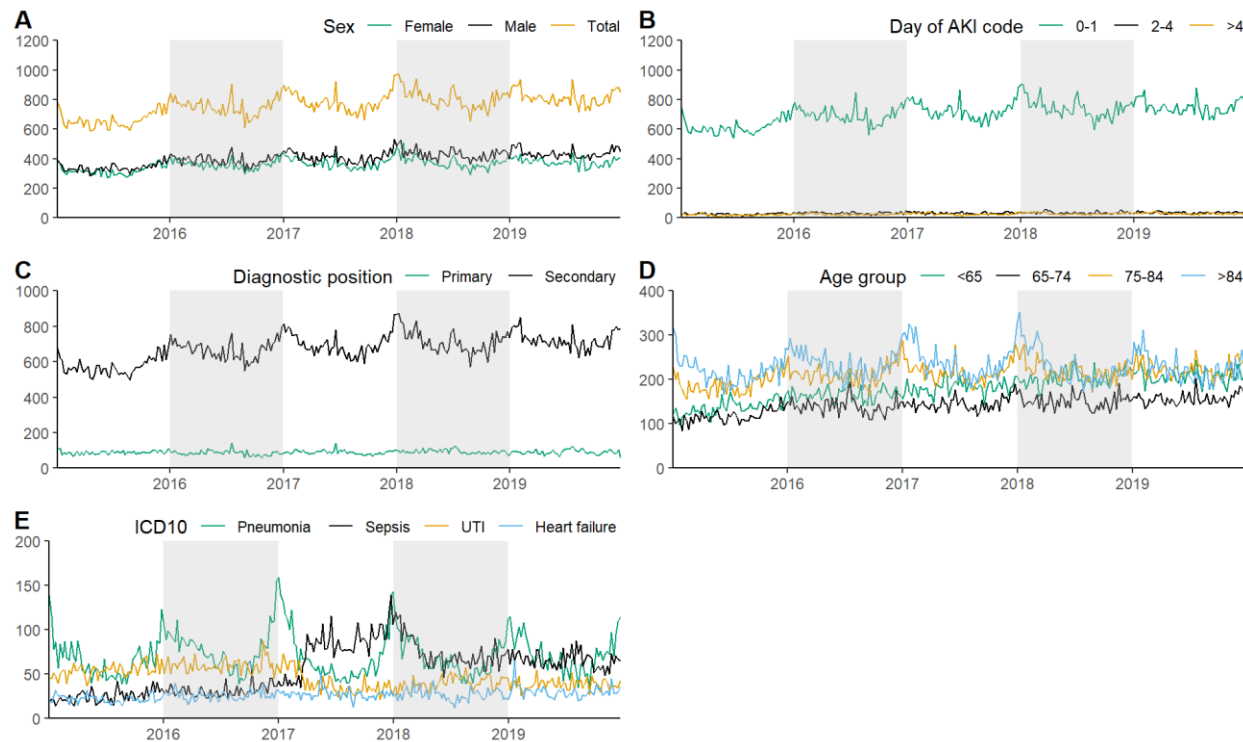 A
Sex Female Male Total
1200
1000
800
600
400
200
0
2016 2017 2018 2019
B
Day of AKI code 0-1 2-4 >4
1200
1000
800
600
400
200
0
2016 2017 2018 2019
C
Diagnostic position Primary Secondary
1000
800
600
400
200
0
2016 2017 2018 2019
D
Age group <65 65-74 75-84 >84
400
300
200
100
0
2016 2017 2018 2019
E
ICD10 Pneumonia Sepsis UTI Heart failure
200
150
100
50
0
2016 2017 2018 2019